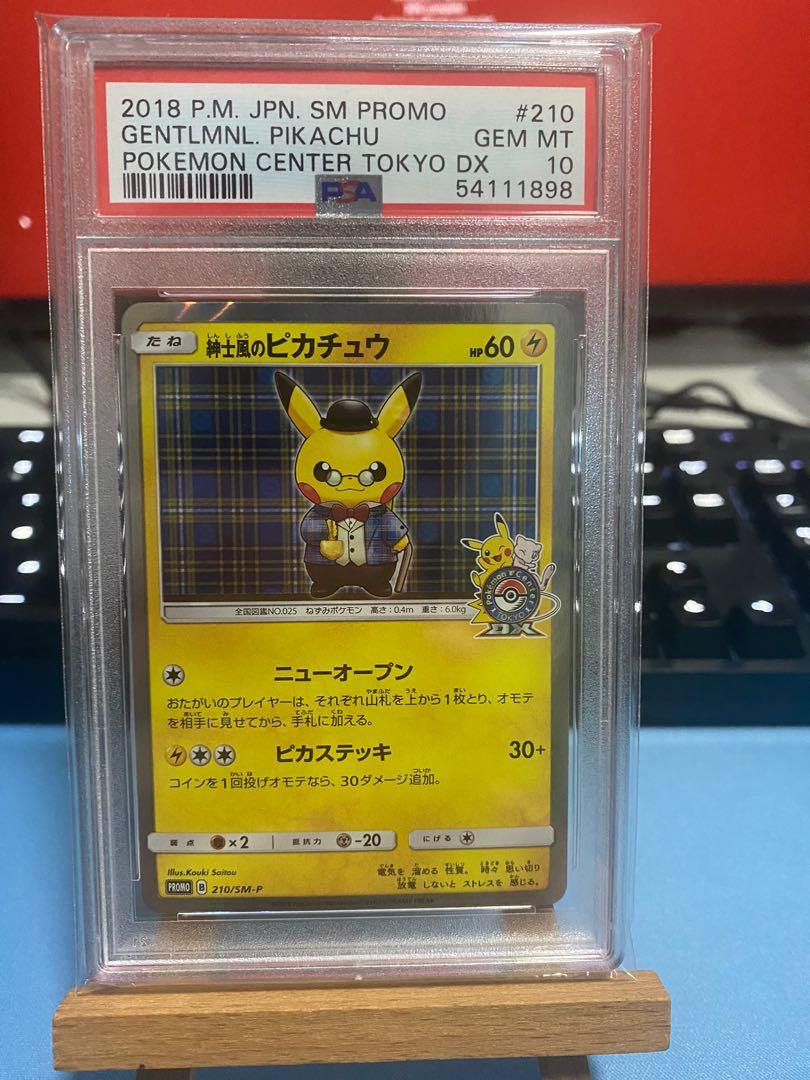 2018 P.M. JPN. SM PROMO #210
GENTLMNL. PIKACHU GEM MT
POKEMON CENTER TOKYO DX 10
PSA 54111898
たね 紳士風のピカチュウ HP60
しんしふう
Pokémon Center
TOKYO
DX
全国図鑑NO.025 ねずみポケモン 高さ:0.4m 重さ:6.0kg
ニューオープン
おたがいのプレイヤーは、それぞれ山札を上から1枚とり、オモテ
を相手に見せてから、手札に加える。
ピカステッキ 30+
コインを1回投げオモテなら、30ダメージ追加。
弱点 ×2 抵抗力 -20 にげる
Illus.Kouki Saitou
電気を 溜める 性質。 時々 思い切り
放電 しないと ストレスを 感じる。
PROMO B 210/SM-P